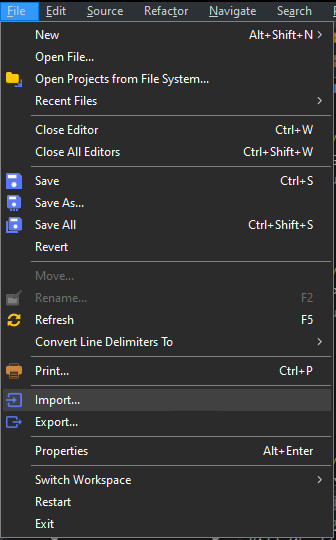 File Edit Source Refactor Navigate Search
New Alt+Shift+N
Open File...
Open Projects from File System...
Recent Files
Close Editor Ctrl+W
Close All Editors Ctrl+Shift+W
Save Ctrl+S
Save As...
Save All Ctrl+Shift+S
Revert
Move...
Rename... F2
Refresh F5
Convert Line Delimiters To
Print... Ctrl+P
Import...
Export...
Properties Alt+Enter
Switch Workspace
Restart
Exit